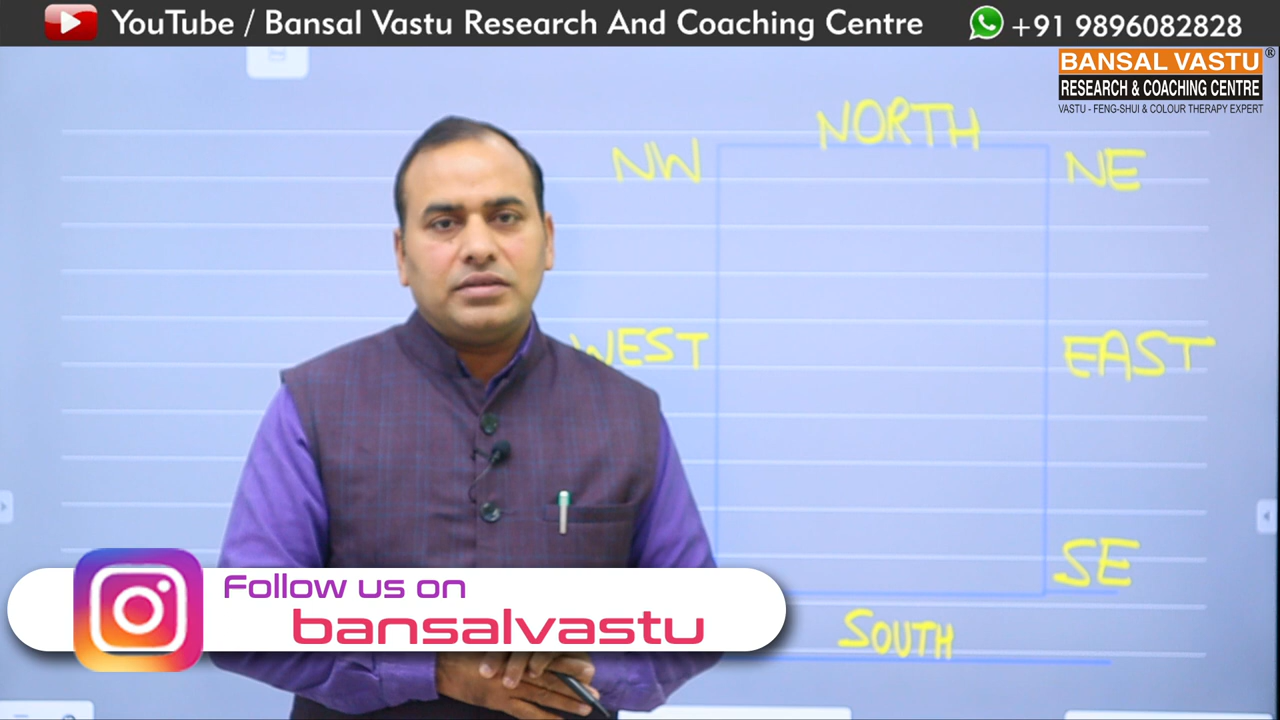 YouTube / Bansal Vastu Research And Coaching Centre
+91 9896082828
BANSAL VASTU ®
RESEARCH & COACHING CENTRE
VASTU - FENG-SHUI & COLOUR THERAPY EXPERT
NORTH
NW
NE
WEST
EAST
SE
SOUTH
Follow us on
bansalvastu